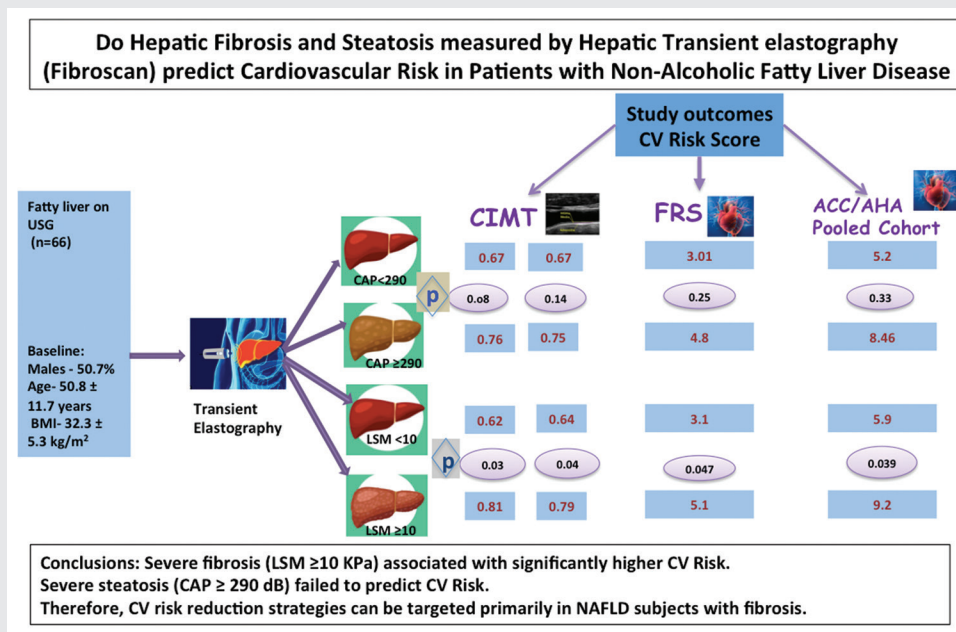 Do Hepatic Fibrosis and Steatosis measured by Hepatic Transient elastography
(Fibroscan) predict Cardiovascular Risk in Patients with Non-Alcoholic Fatty Liver Disease
Study outcomes
CV Risk Score
Fatty liver on
USG
(n=66)
Baseline:
Males - 50.7%
Age- 50.8 ±
11.7 years
BMI- 32.3 ±
5.3 kg/m²
Transient
Elastography
CIMT
FRS
ACC/AHA
Pooled Cohort
CAP<290
0.67 0.67 3.01 5.2
p 0.o8 0.14 0.25 0.33
CAP ≥290
0.76 0.75 4.8 8.46
LSM <10
0.62 0.64 3.1 5.9
p 0.03 0.04 0.047 0.039
LSM ≥10
0.81 0.79 5.1 9.2
Conclusions: Severe fibrosis (LSM ≥10 KPa) associated with significantly higher CV Risk.
Severe steatosis (CAP ≥ 290 dB) failed to predict CV Risk.
Therefore, CV risk reduction strategies can be targeted primarily in NAFLD subjects with fibrosis.